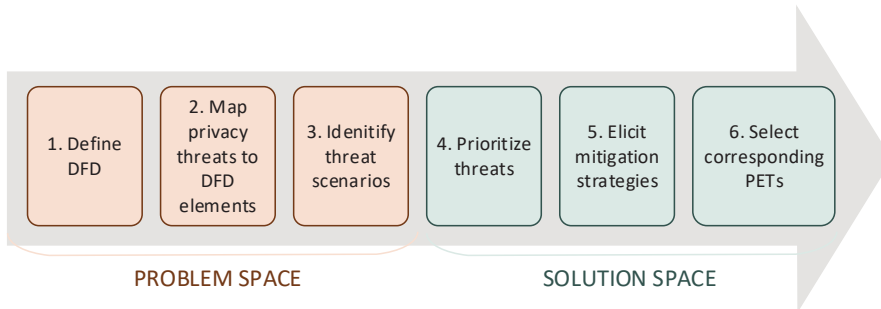 1. Define
DFD
2. Map
privacy
threats to
DFD
elements
3. Idenitify
threat
scenarios
4. Prioritize
threats
5. Elicit
mitigation
strategies
6. Select
corresponding
PETs
PROBLEM SPACE
SOLUTION SPACE